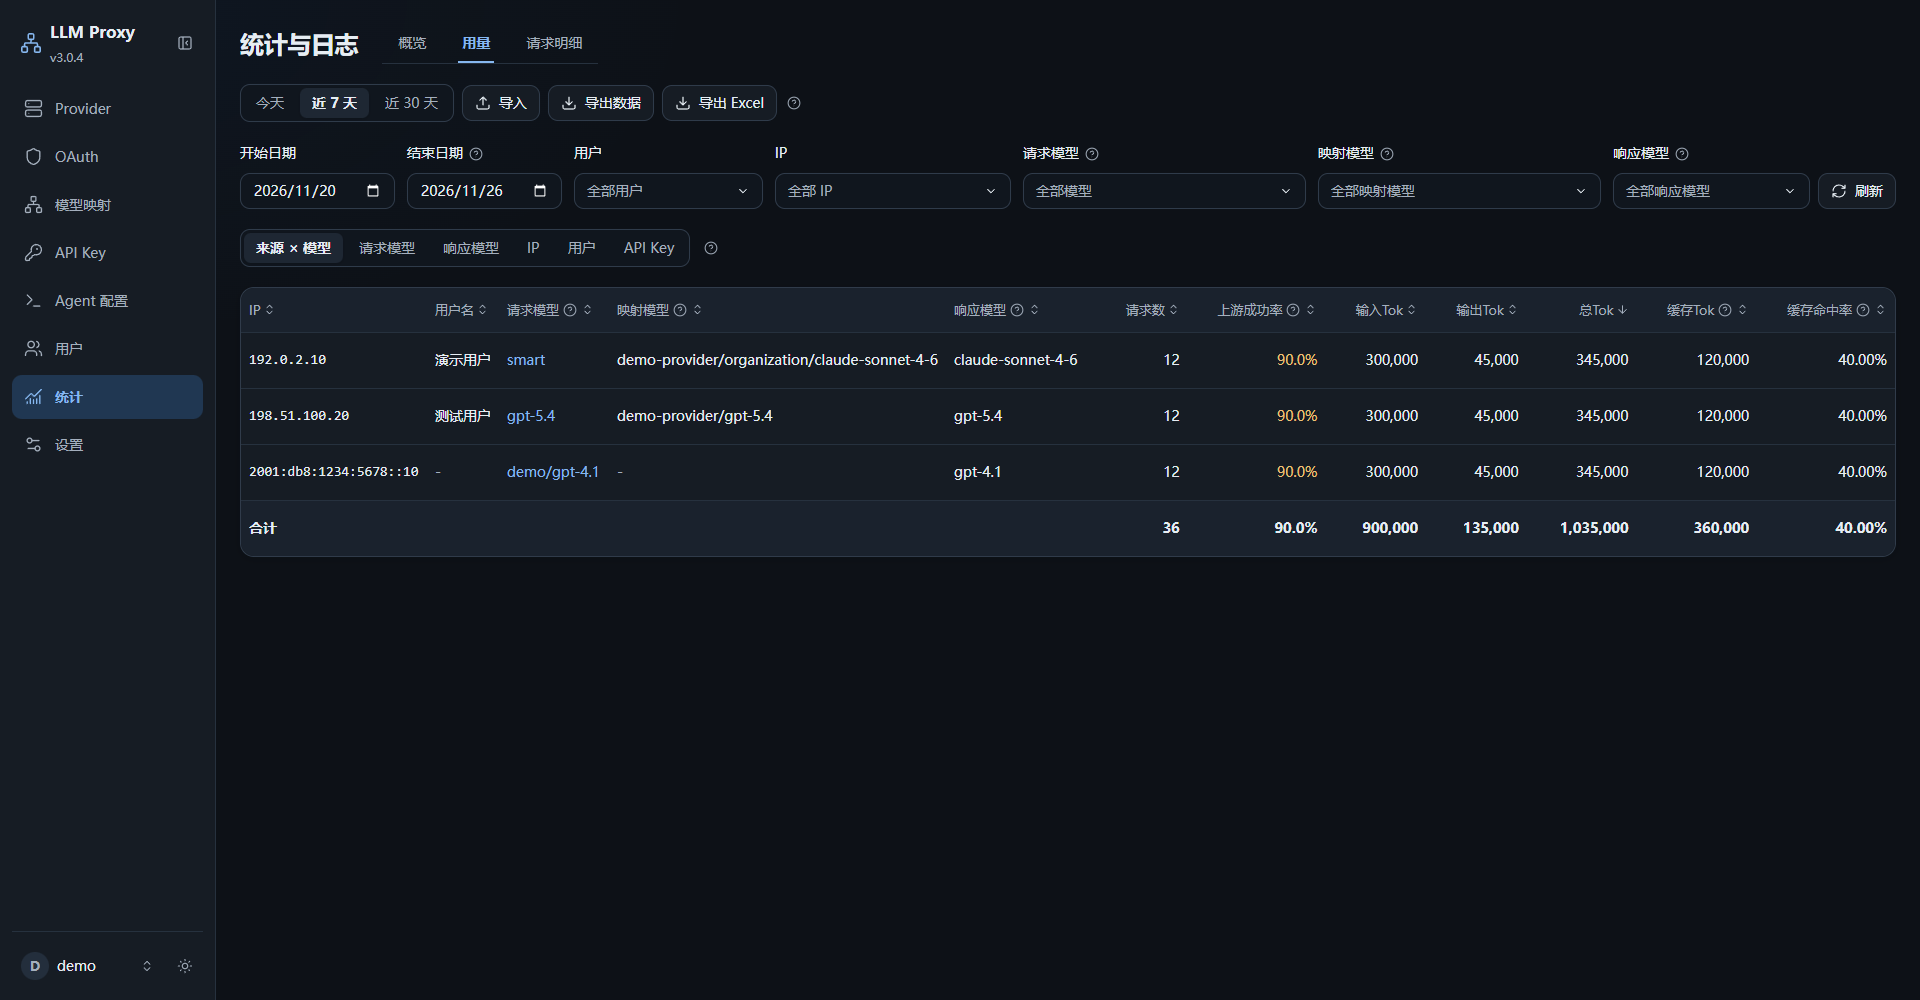 LLM Proxy
v3.0.4
Provider
OAuth
模型映射
API Key
Agent 配置
用户
统计
设置
D demo
统计与日志 概览 用量 请求明细
今天 近 7 天 近 30 天 导入 导出数据 导出 Excel
开始日期 结束日期 用户 IP 请求模型 映射模型 响应模型
2026/11/20 2026/11/26 全部用户 全部 IP 全部模型 全部映射模型 全部响应模型 刷新
来源 × 模型 请求模型 响应模型 IP 用户 API Key
IP 用户名 请求模型 映射模型 响应模型 请求数 上游成功率 输入Tok 输出Tok 总Tok 缓存Tok 缓存命中率
192.0.2.10 演示用户 smart demo-provider/organization/claude-sonnet-4-6 claude-sonnet-4-6 12 90.0% 300,000 45,000 345,000 120,000 40.00%
198.51.100.20 测试用户 gpt-5.4 demo-provider/gpt-5.4 gpt-5.4 12 90.0% 300,000 45,000 345,000 120,000 40.00%
2001:db8:1234:5678::10 - demo/gpt-4.1 - gpt-4.1 12 90.0% 300,000 45,000 345,000 120,000 40.00%
合计 36 90.0% 900,000 135,000 1,035,000 360,000 40.00%